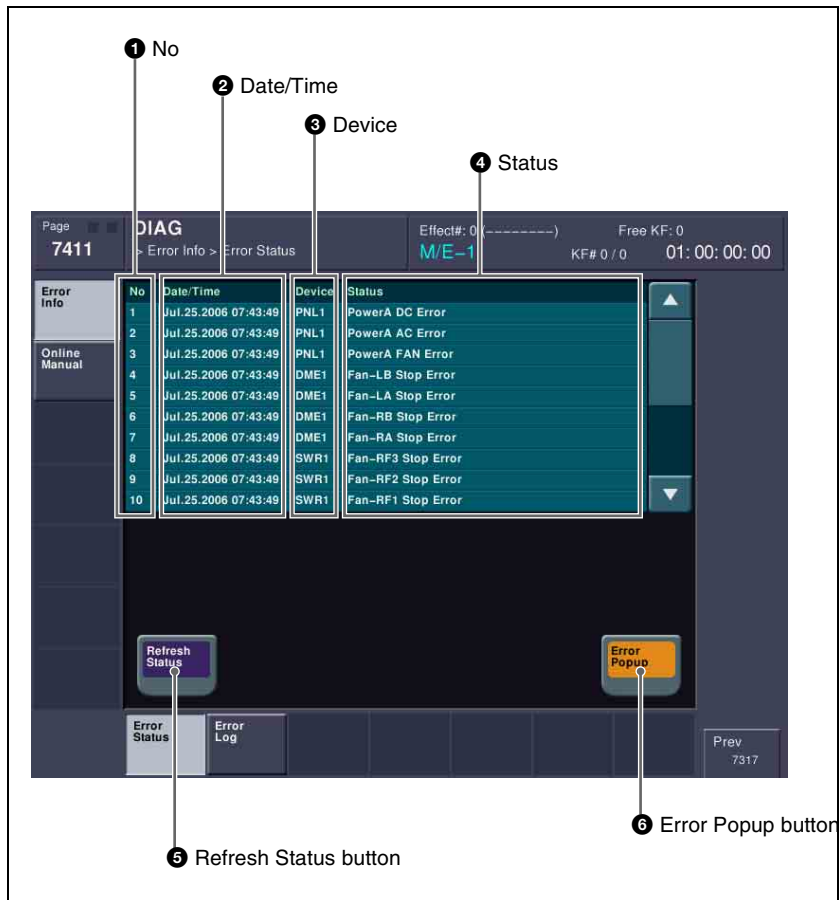 1 No
2 Date/Time
3 Device
4 Status
Page
7411
DIAG
> Error Info > Error Status
Effect#: 0 (--------)
Free KF: 0
M/E-1
KF# 0 / 0
01: 00: 00: 00
Error Info
Online Manual
No Date/Time Device Status
1 Jul.25.2006 07:43:49 PNL1 PowerA DC Error
2 Jul.25.2006 07:43:49 PNL1 PowerA AC Error
3 Jul.25.2006 07:43:49 PNL1 PowerA FAN Error
4 Jul.25.2006 07:43:49 DME1 Fan-LB Stop Error
5 Jul.25.2006 07:43:49 DME1 Fan-LA Stop Error
6 Jul.25.2006 07:43:49 DME1 Fan-RB Stop Error
7 Jul.25.2006 07:43:49 DME1 Fan-RA Stop Error
8 Jul.25.2006 07:43:49 SWR1 Fan-RF3 Stop Error
9 Jul.25.2006 07:43:49 SWR1 Fan-RF2 Stop Error
10 Jul.25.2006 07:43:49 SWR1 Fan-RF1 Stop Error
Refresh Status
Error Popup
Error Status
Error Log
Prev
7317
6 Error Popup button
5 Refresh Status button